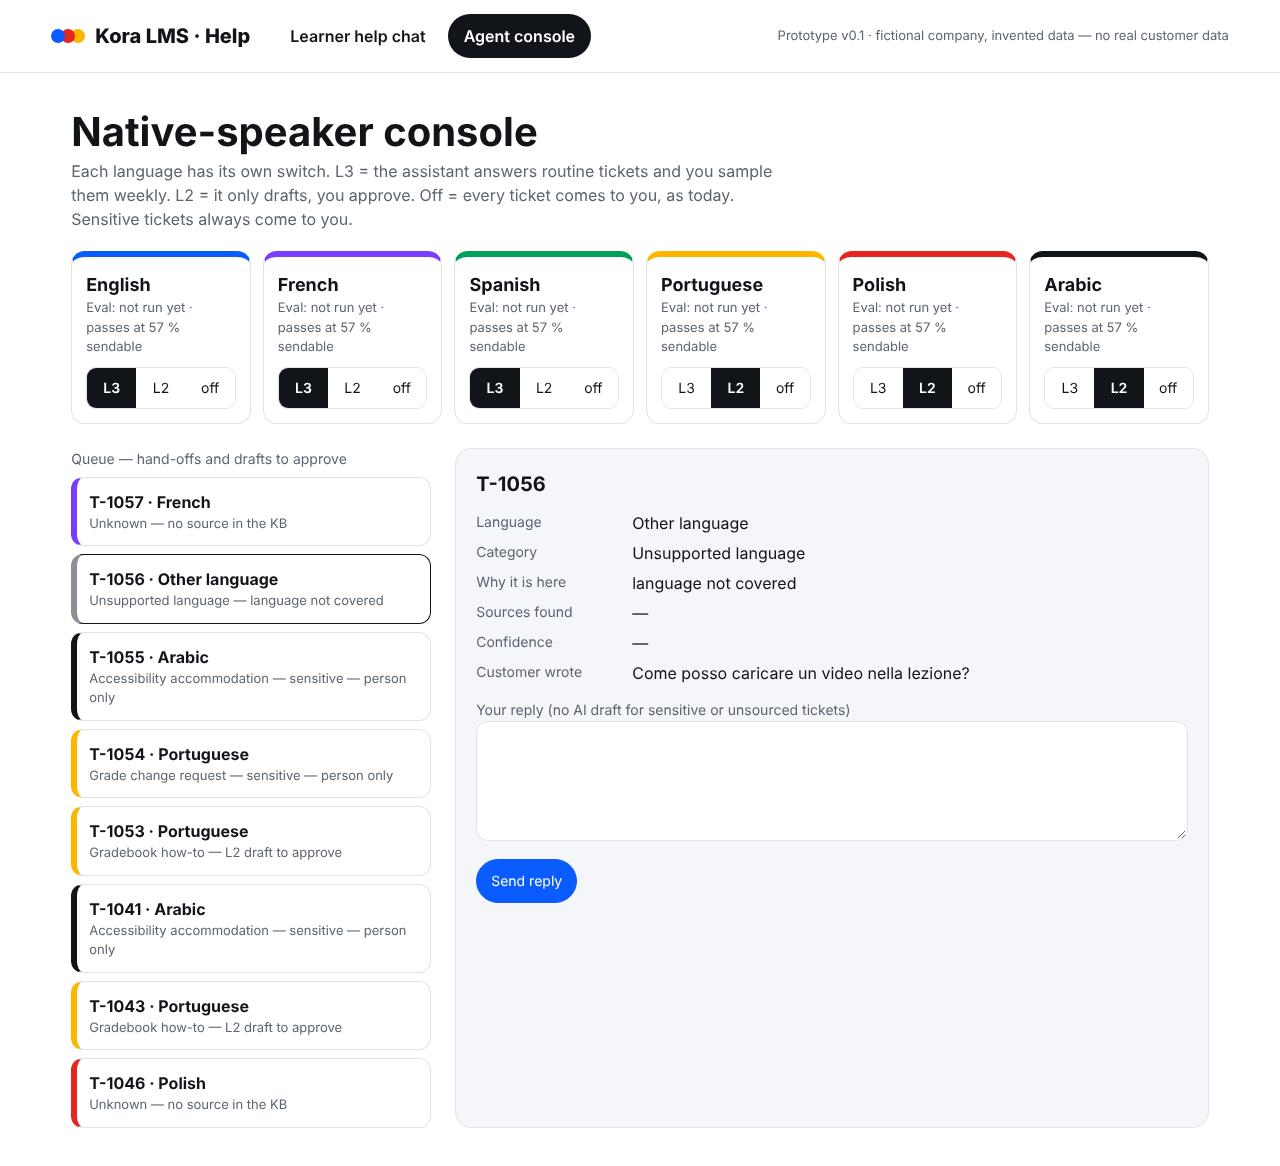 Kora LMS · Help
Learner help chat
Agent console
Prototype v0.1 · fictional company, invented data — no real customer data
Native-speaker console
Each language has its own switch. L3 = the assistant answers routine tickets and you sample
them weekly. L2 = it only drafts, you approve. Off = every ticket comes to you, as today.
Sensitive tickets always come to you.
English
Eval: not run yet ·
passes at 57 %
sendable
L3 L2 off
French
Eval: not run yet ·
passes at 57 %
sendable
L3 L2 off
Spanish
Eval: not run yet ·
passes at 57 %
sendable
L3 L2 off
Portuguese
Eval: not run yet ·
passes at 57 %
sendable
L3 L2 off
Polish
Eval: not run yet ·
passes at 57 %
sendable
L3 L2 off
Arabic
Eval: not run yet ·
passes at 57 %
sendable
L3 L2 off
Queue — hand-offs and drafts to approve
T-1057 · French
Unknown — no source in the KB
T-1056 · Other language
Unsupported language — language not covered
T-1055 · Arabic
Accessibility accommodation — sensitive — person
only
T-1054 · Portuguese
Grade change request — sensitive — person only
T-1053 · Portuguese
Gradebook how-to — L2 draft to approve
T-1041 · Arabic
Accessibility accommodation — sensitive — person
only
T-1043 · Portuguese
Gradebook how-to — L2 draft to approve
T-1046 · Polish
Unknown — no source in the KB
T-1056
Language Other language
Category Unsupported language
Why it is here language not covered
Sources found —
Confidence —
Customer wrote Come posso caricare un video nella lezione?
Your reply (no AI draft for sensitive or unsourced tickets)
Send reply